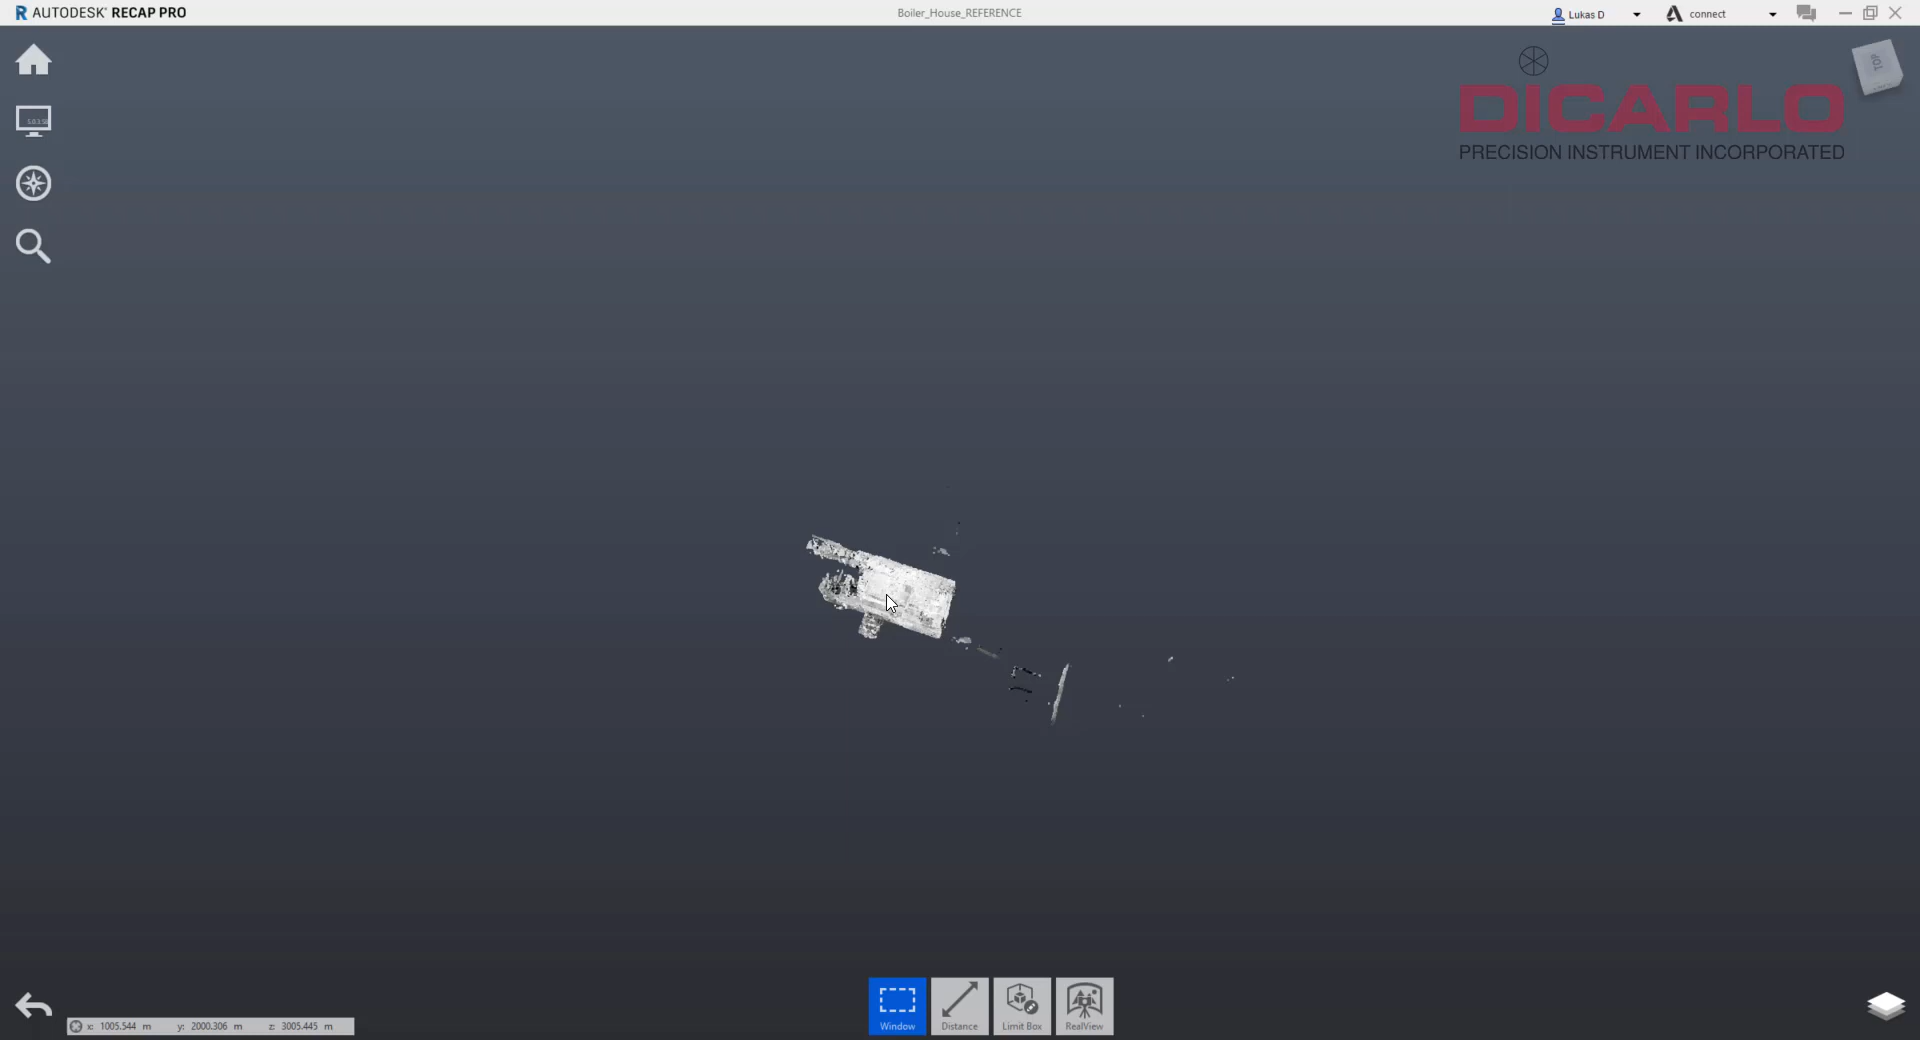 R AUTODESK® RECAP PRO
Boiler_House_REFERENCE
Lukas D
connect
TOP
DICARLO
PRECISION INSTRUMENT INCORPORATED
x: 1005.544 m y: 2000.306 m z: 3005.445 m
Window
Distance
Limit Box
RealView